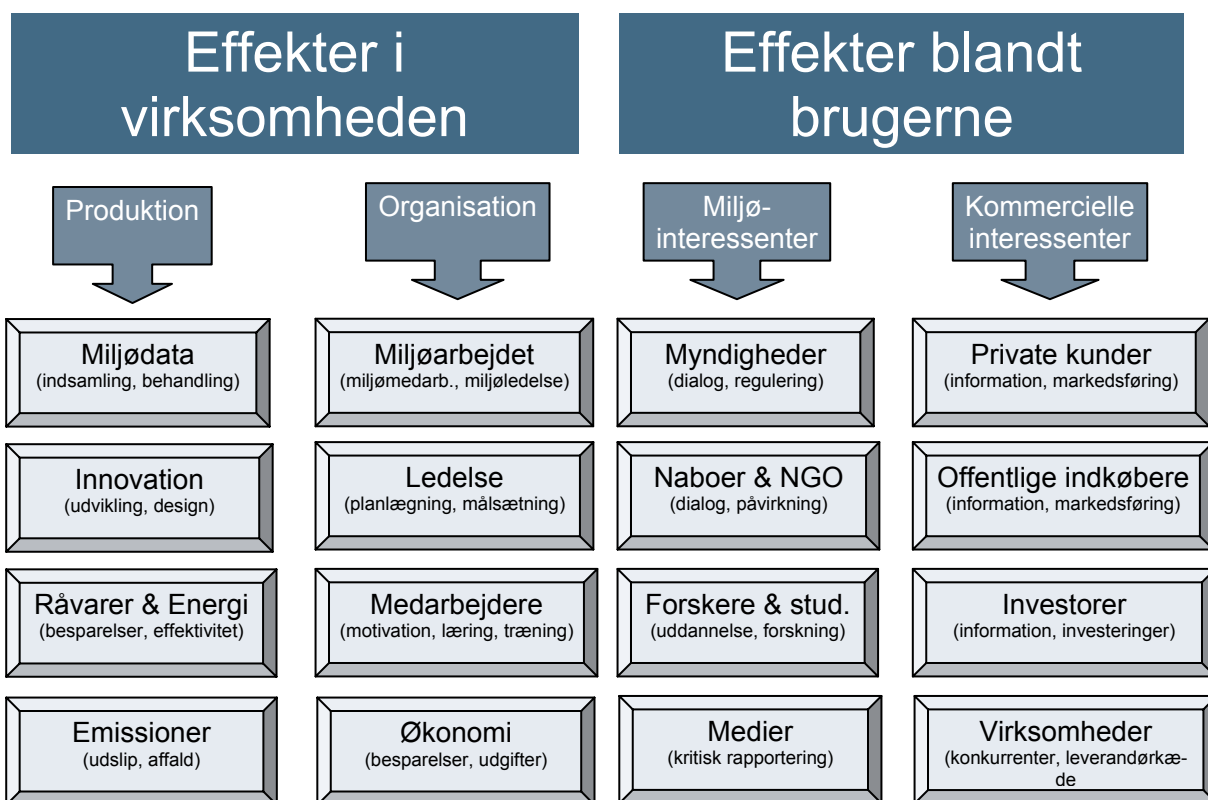 Effekter i
virksomheden
Effekter blandt
brugerne
Produktion
Organisation
Miljø-
interessenter
Kommercielle
interessenter
Miljødata
(indsamling, behandling)
Miljøarbejdet
(miljømedarb., miljøledelse)
Myndigheder
(dialog, regulering)
Private kunder
(information, markedsføring)
Innovation
(udvikling, design)
Ledelse
(planlægning, målsætning)
Naboer & NGO
(dialog, påvirkning)
Offentlige indkøbere
(information, markedsføring)
Råvarer & Energi
(besparelser, effektivitet)
Medarbejdere
(motivation, læring, træning)
Forskere & stud.
(uddannelse, forskning)
Investorer
(information, investeringer)
Emissioner
(udslip, affald)
Økonomi
(besparelser, udgifter)
Medier
(kritisk rapportering)
Virksomheder
(konkurrenter, leverandørkæ-
de